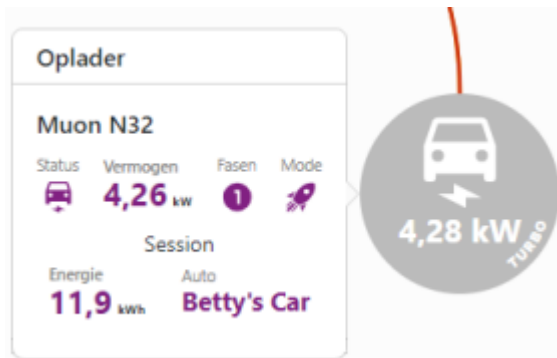 Oplader
Muon N32
Status Vermogen Fasen Mode
4,26 kW 1
Session
Energie Auto
11,9 kWh Betty's Car
4,28 kW
TURBO